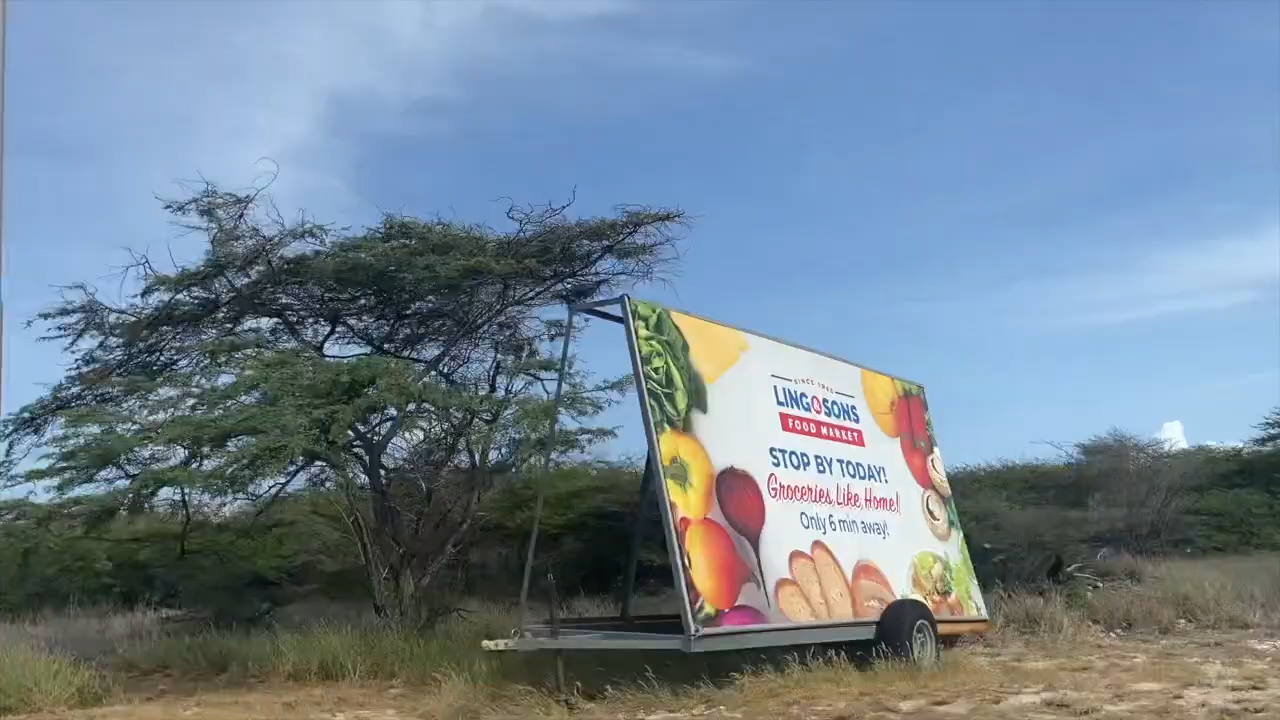 SINCE 1965
LING & SONS
FOOD MARKET
STOP BY TODAY!
Groceries Like Home!
Only 6 min away!